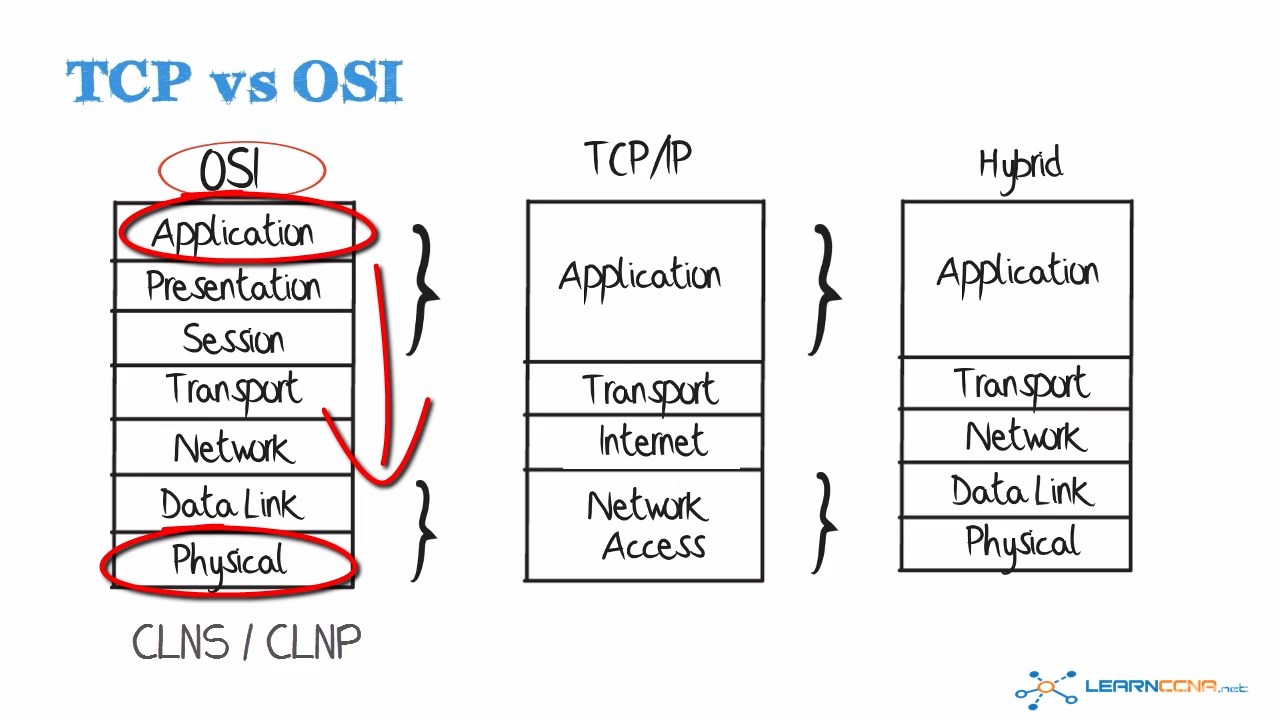 TCP vs OSI
OSI
Application
Presentation
Session
Transport
Network
Data Link
Physical
CLNS / CLNP
TCP/IP
Application
Transport
Internet
Network
Access
Hybrid
Application
Transport
Network
Data Link
Physical
LEARNCCNA.net